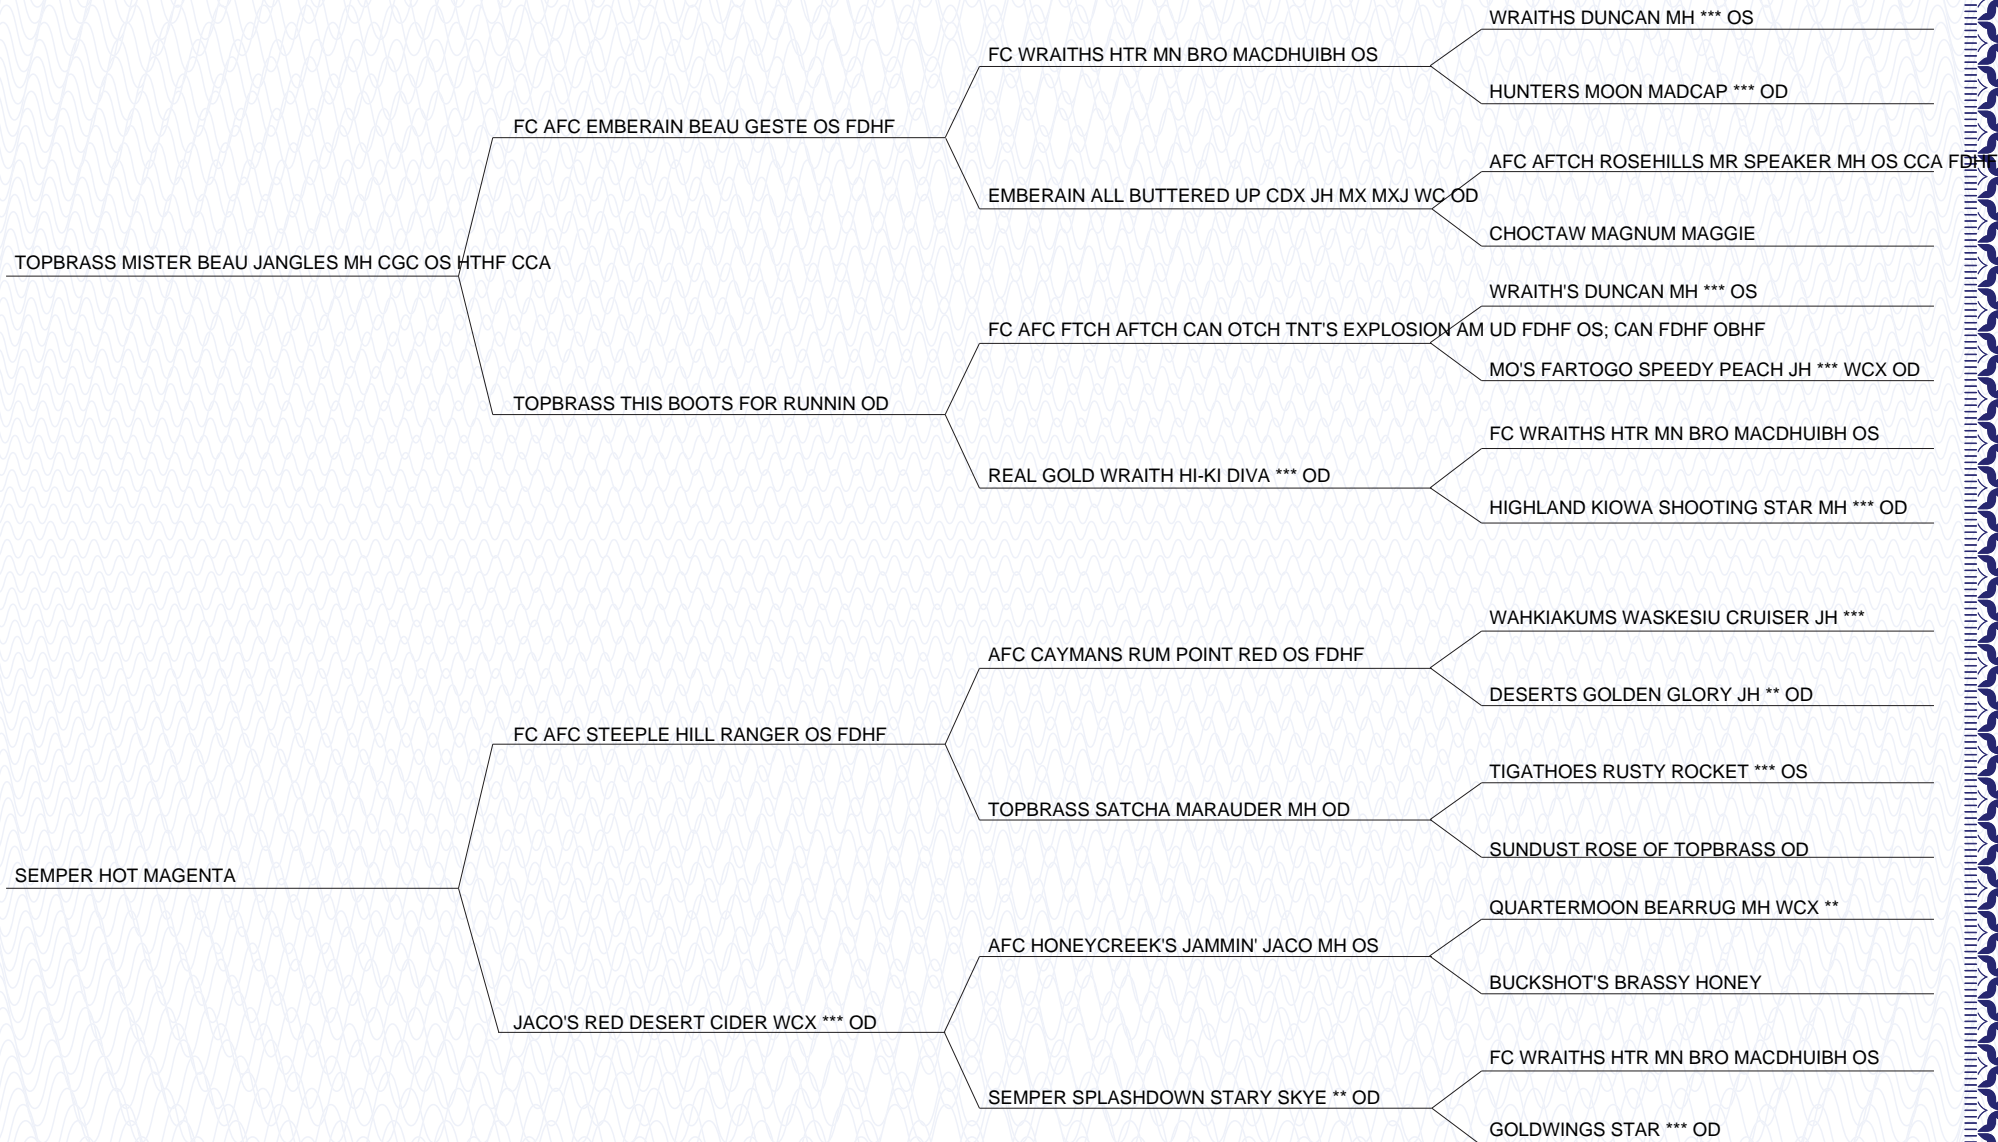 WRAITHS DUNCAN MH *** OS
FC WRAITHS HTR MN BRO MACDHUIBH OS
HUNTERS MOON MADCAP *** OD
FC AFC EMBERAIN BEAU GESTE OS FDHF
AFC AFTCH ROSEHILLS MR SPEAKER MH OS CCA FDHF
EMBERAIN ALL BUTTERED UP CDX JH MX MXJ WC OD
CHOCTAW MAGNUM MAGGIE
TOPBRASS MISTER BEAU JANGLES MH CGC OS HTHF CCA
WRAITH'S DUNCAN MH *** OS
FC AFC FTCH AFTCH CAN OTCH TNT'S EXPLOSION AM UD FDHF OS; CAN FDHF OBHF
MO'S FARTOGO SPEEDY PEACH JH *** WCX OD
TOPBRASS THIS BOOTS FOR RUNNIN OD
FC WRAITHS HTR MN BRO MACDHUIBH OS
REAL GOLD WRAITH HI-KI DIVA *** OD
HIGHLAND KIOWA SHOOTING STAR MH *** OD
WAHKIAKUMS WASKESIU CRUISER JH ***
AFC CAYMANS RUM POINT RED OS FDHF
DESERTS GOLDEN GLORY JH ** OD
FC AFC STEEPLE HILL RANGER OS FDHF
TIGATHOES RUSTY ROCKET *** OS
TOPBRASS SATCHA MARAUDER MH OD
SUNDUST ROSE OF TOPBRASS OD
SEMPER HOT MAGENTA
QUARTERMOON BEARRUG MH WCX **
AFC HONEYCREEK'S JAMMIN' JACO MH OS
BUCKSHOT'S BRASSY HONEY
JACO'S RED DESERT CIDER WCX *** OD
FC WRAITHS HTR MN BRO MACDHUIBH OS
SEMPER SPLASHDOWN STARY SKYE ** OD
GOLDWINGS STAR *** OD